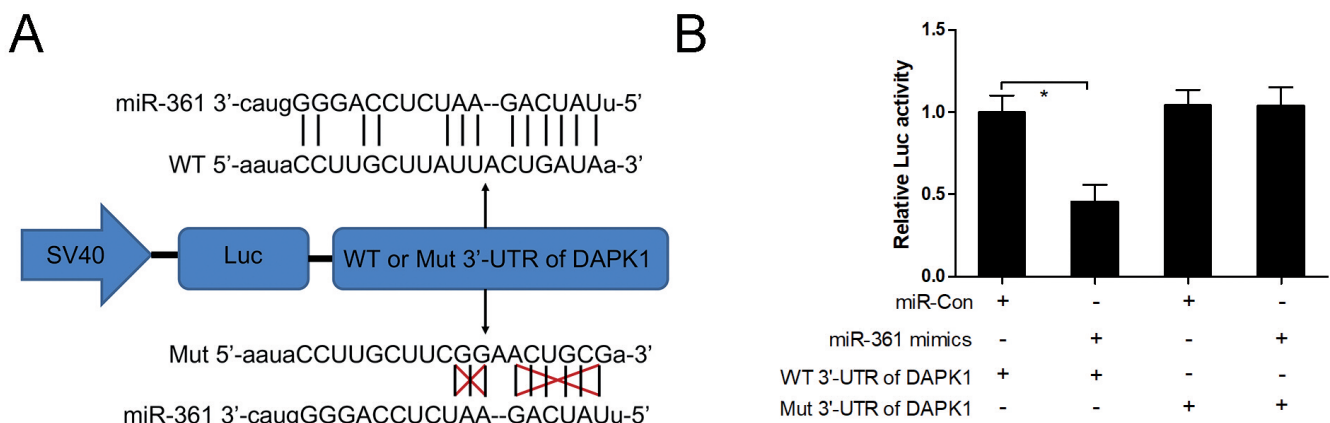 A
miR-361 3’-caugGGGACCUCUAA--GACUAUu-5’
WT 5’-aauaCCUUGCUUAUUACUGAUAa-3’
SV40
Luc
WT or Mut 3’-UTR of DAPK1
Mut 5’-aauaCCUUGCUUCGGAACUGCGa-3’
miR-361 3’-caugGGGACCUCUAA--GACUAUu-5’
B
Relative Luc activity
1.5
1.0
0.5
0.0
*
miR-Con + - + -
miR-361 mimics - + - +
WT 3'-UTR of DAPK1 + + - -
Mut 3'-UTR of DAPK1 - - + +